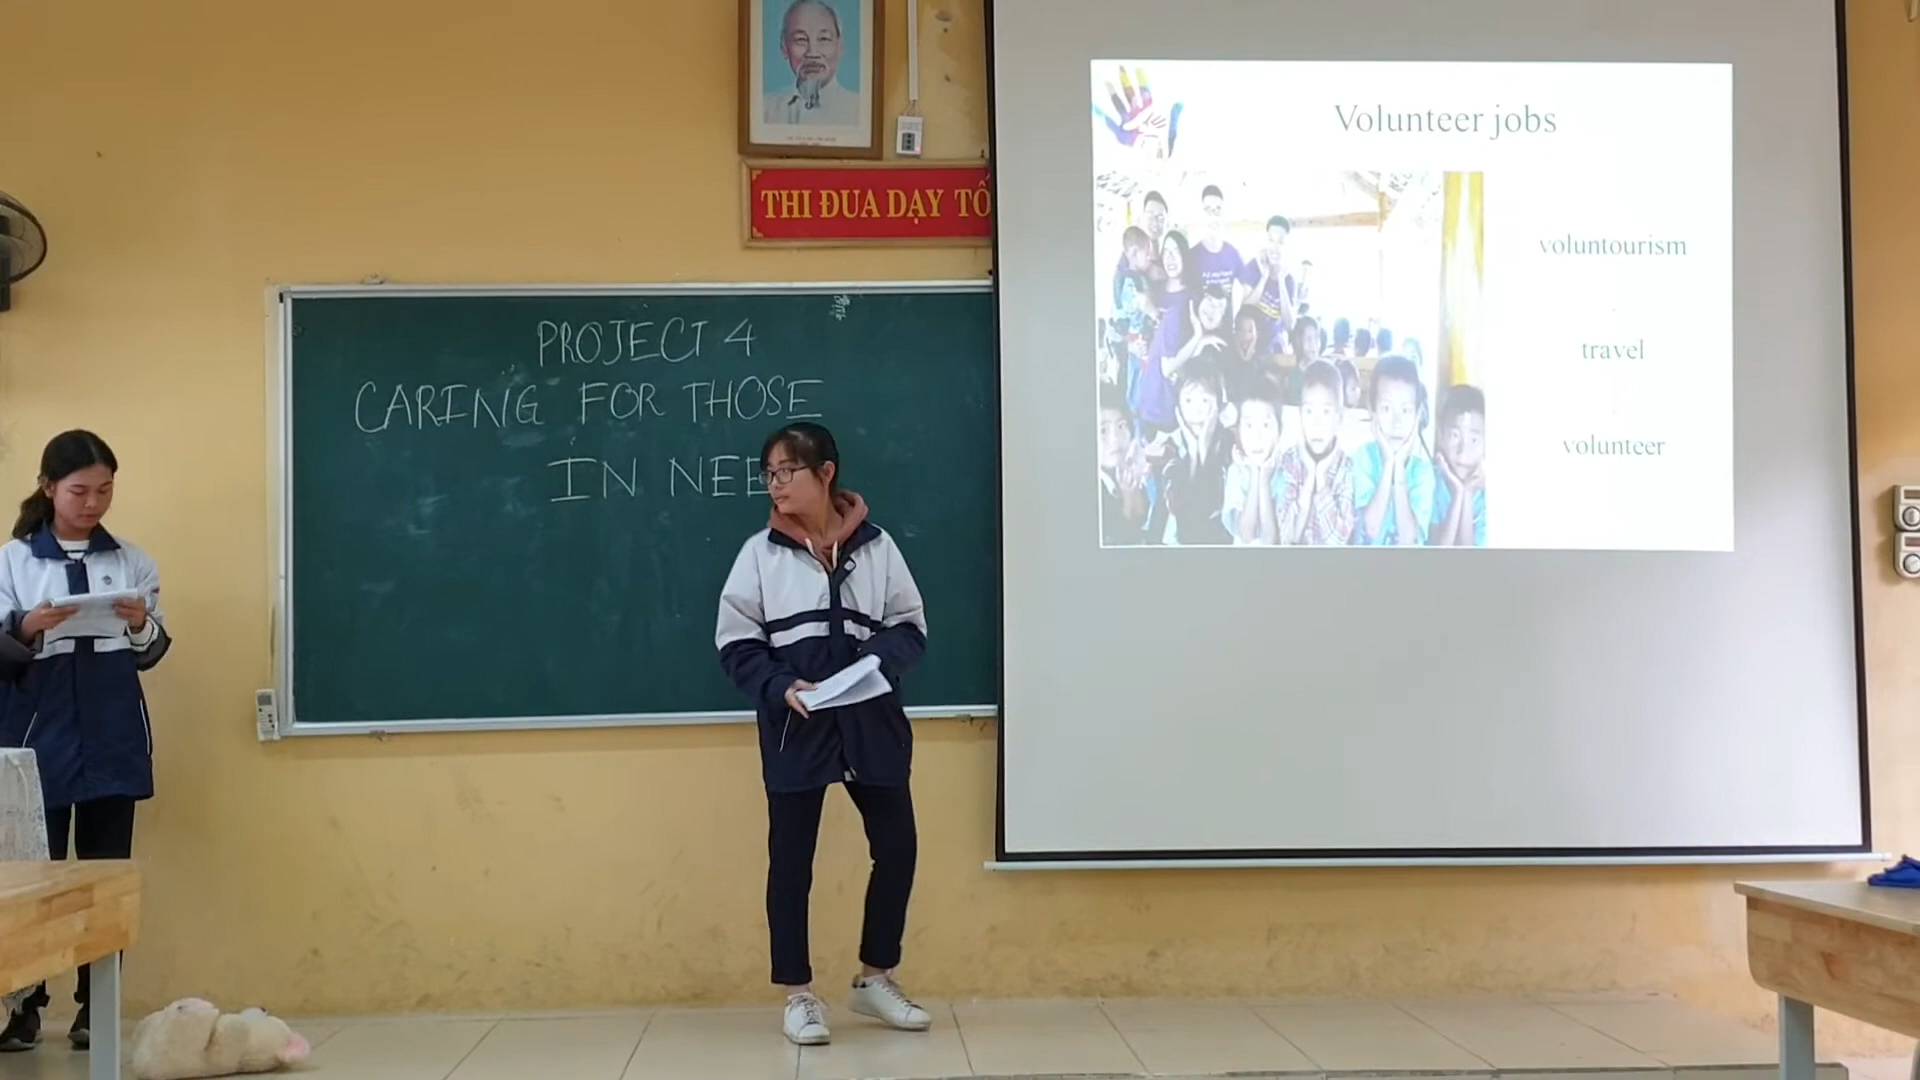 THI ĐUA DẠY TỐ
PROJECT 4
CARING FOR THOSE
IN NEE
Volunteer jobs
voluntourism
travel
volunteer